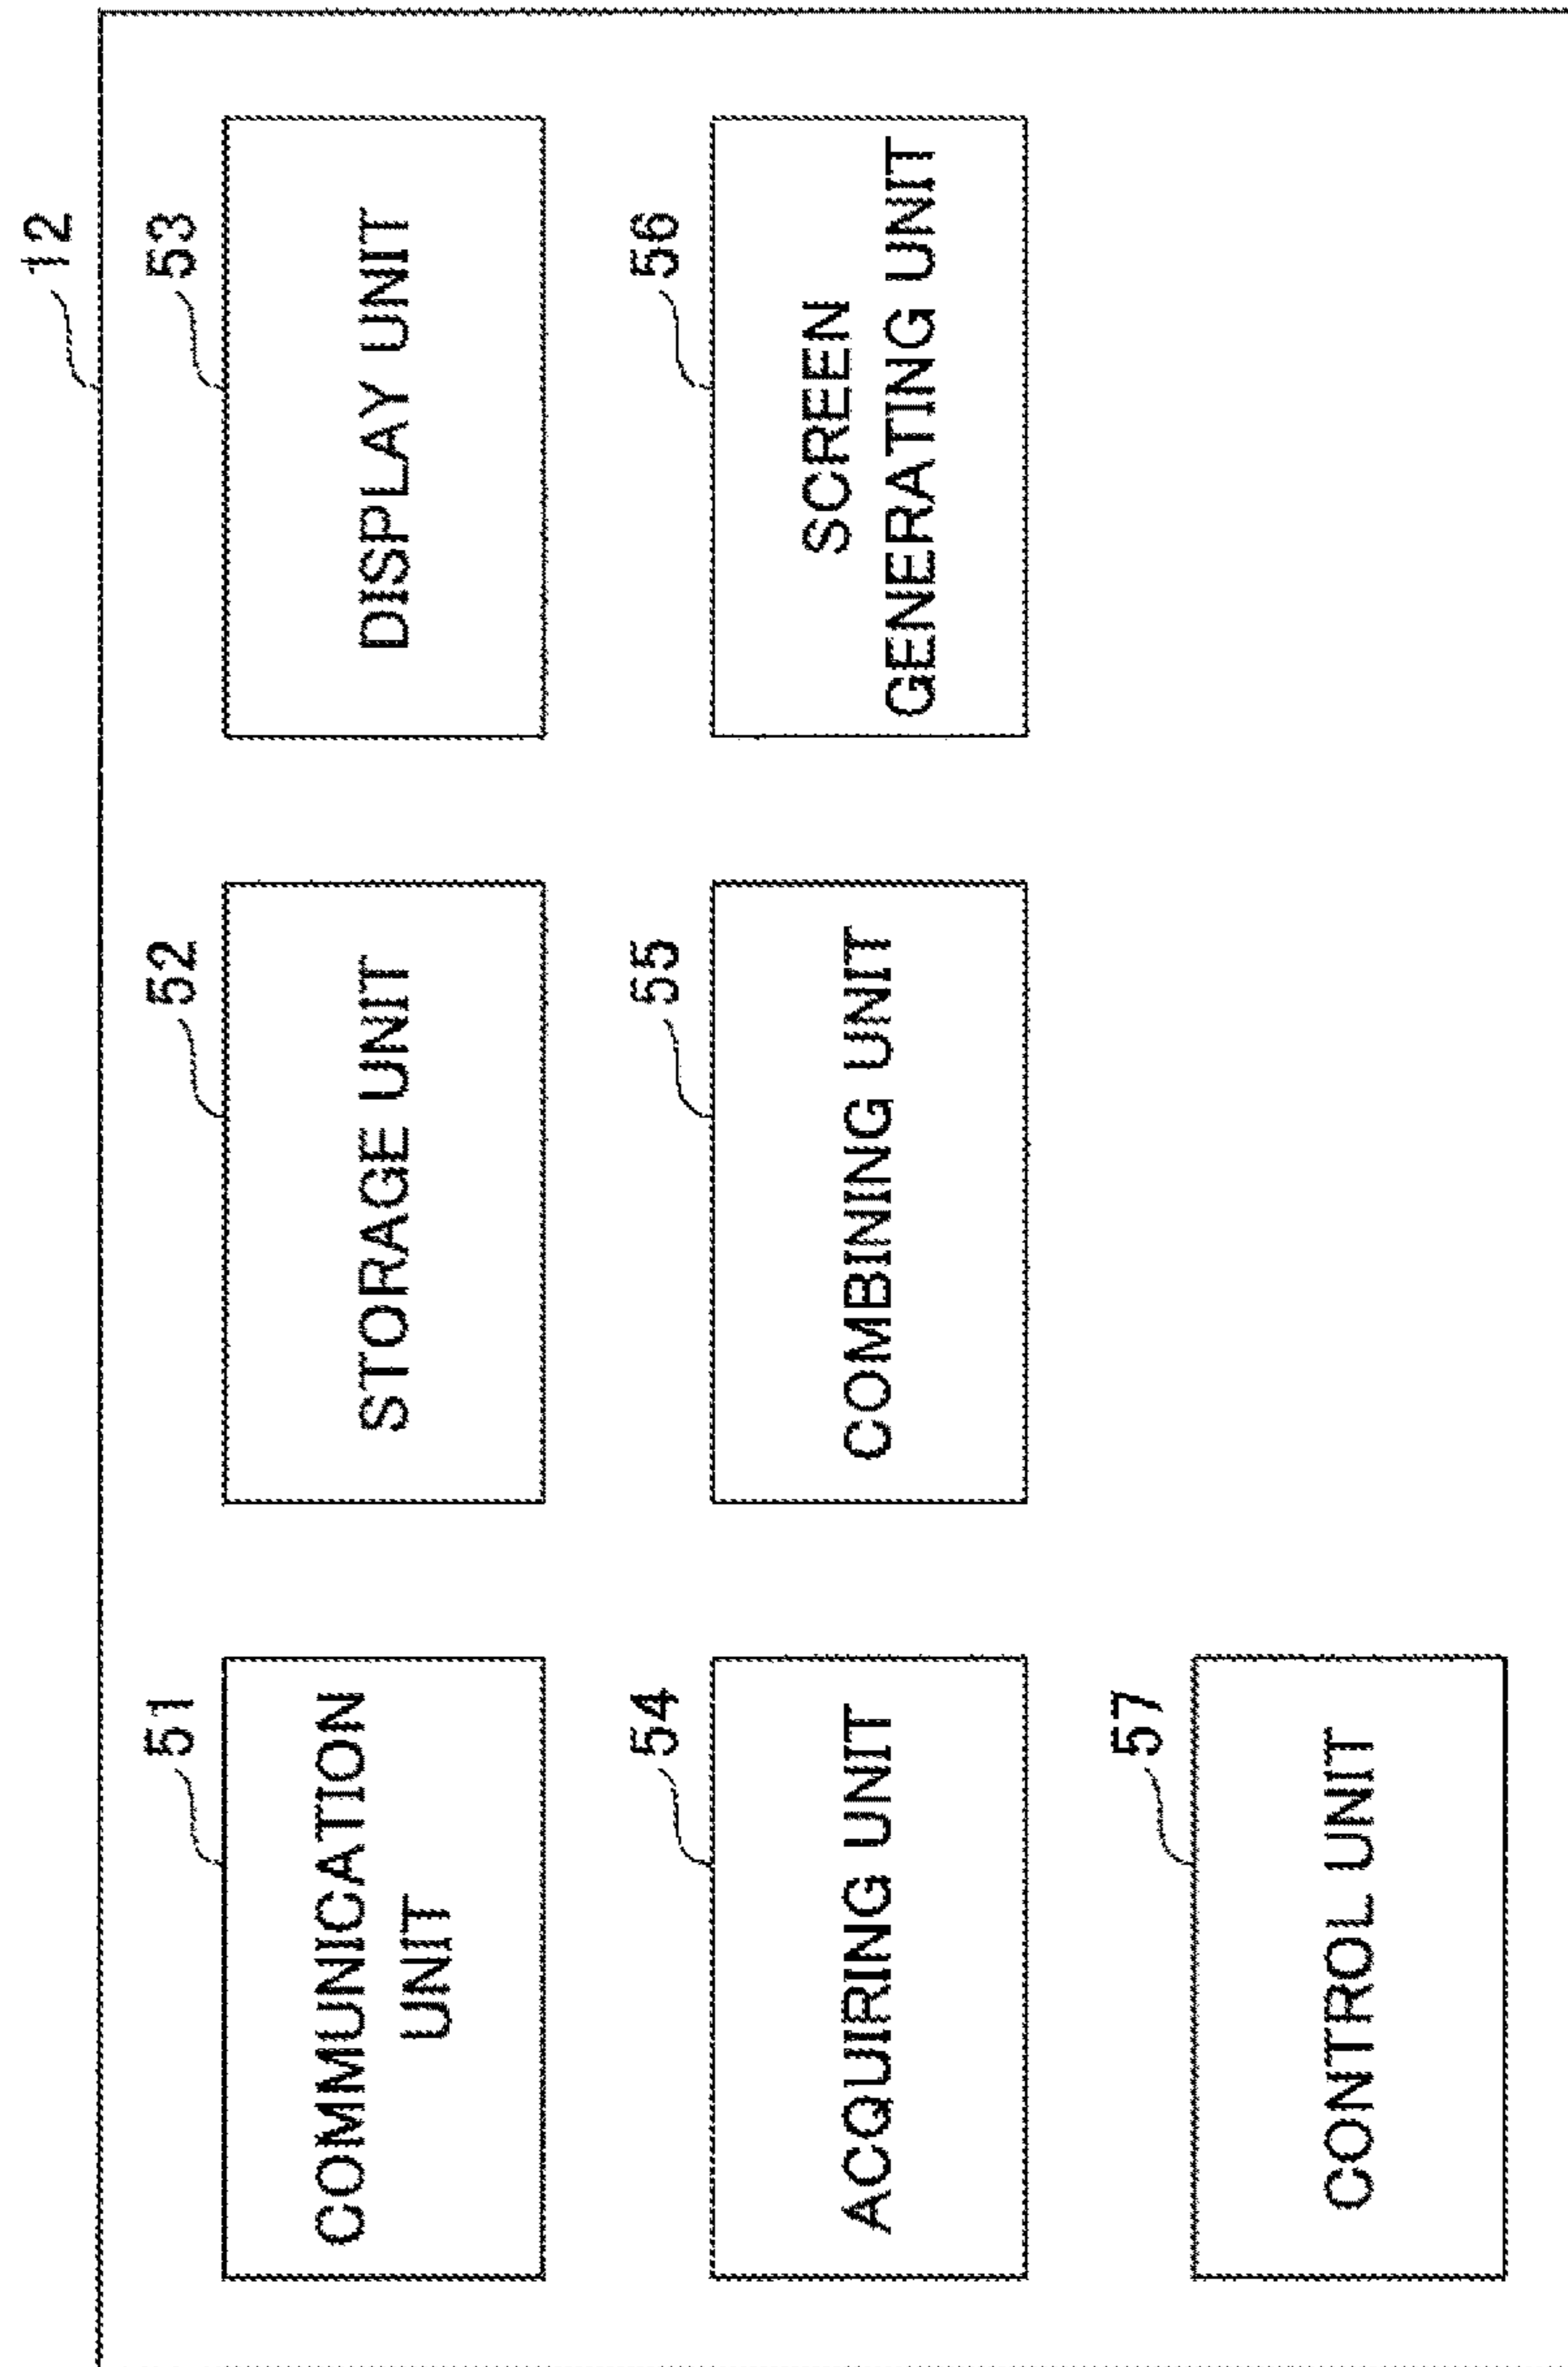 12
51
COMMUNICATION
UNIT
52
STORAGE UNIT
53
DISPLAY UNIT
54
ACQUIRING UNIT
55
COMBINING UNIT
56
SCREEN
GENERATING UNIT
57
CONTROL UNIT